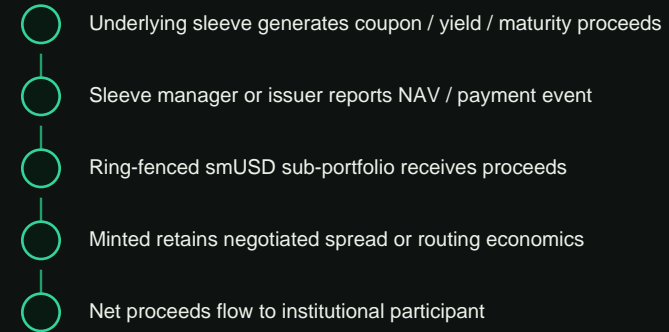 Underlying sleeve generates coupon / yield / maturity proceeds
Sleeve manager or issuer reports NAV / payment event
Ring-fenced smUSD sub-portfolio receives proceeds
Minted retains negotiated spread or routing economics
Net proceeds flow to institutional participant